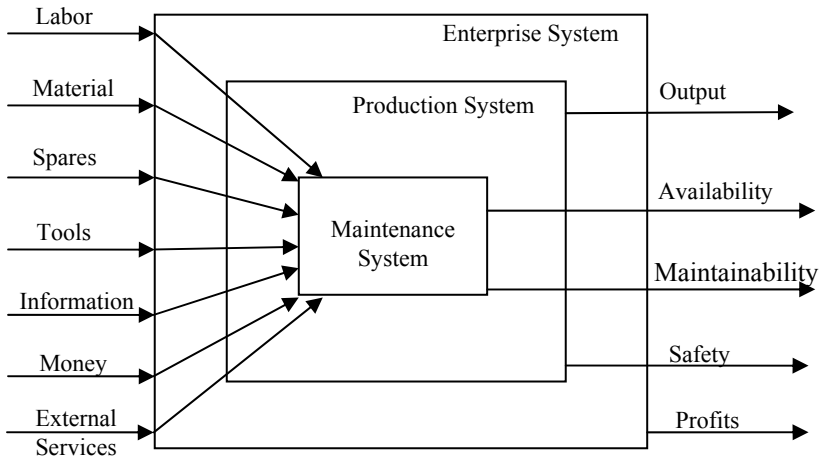 Labor
Material
Spares
Tools
Information
Money
External
Services
Enterprise System
Production System
Maintenance
System
Output
Availability
Maintainability
Safety
Profits